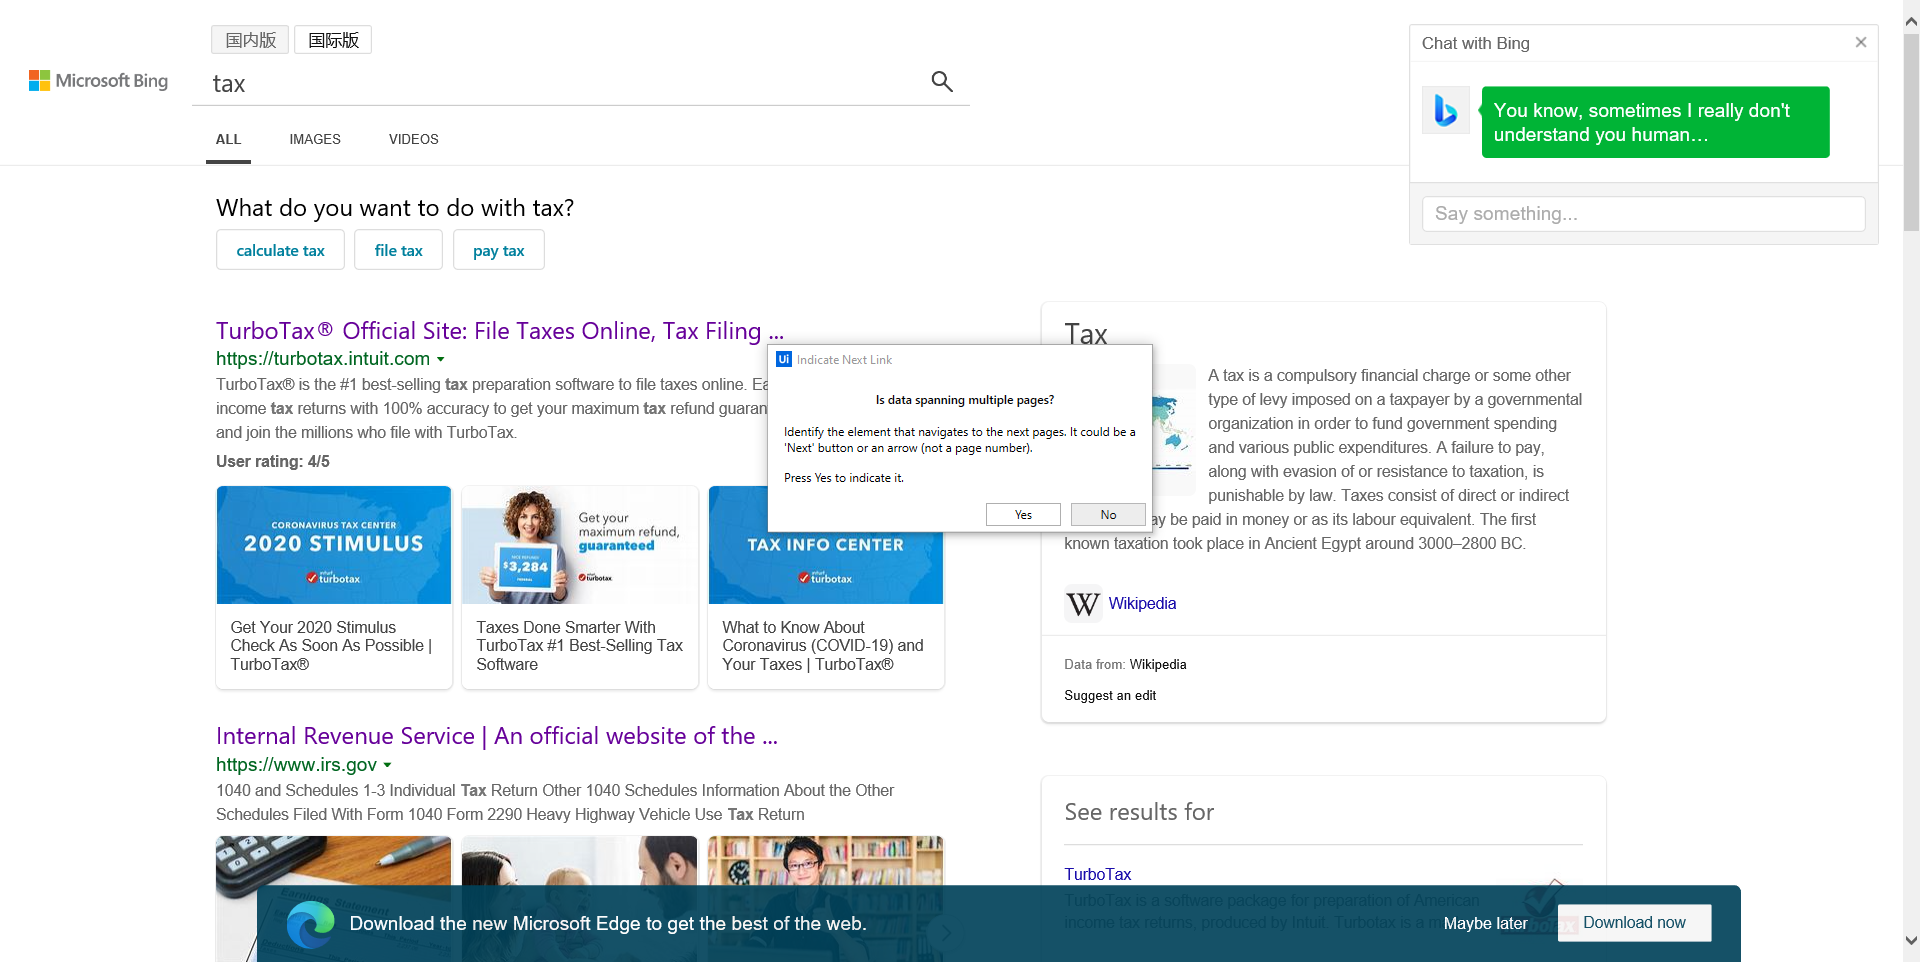 国内版 国际版
Microsoft Bing
tax
ALL IMAGES VIDEOS
Chat with Bing
You know, sometimes I really don't
understand you human…
Say something...
What do you want to do with tax?
calculate tax file tax pay tax
TurboTax® Official Site: File Taxes Online, Tax Filing ...
https://turbotax.intuit.com
TurboTax® is the #1 best-selling tax preparation software to file taxes online.
income tax returns with 100% accuracy to get your maximum tax refund
and join the millions who file with TurboTax.
User rating: 4/5
CORONAVIRUS TAX CENTER
2020 STIMULUS
intuit turbotax
Get Your 2020 Stimulus
Check As Soon As Possible |
TurboTax®
Get your
maximum refund,
guaranteed
$3,284
FEDERAL
intuit turbotax
Taxes Done Smarter With
TurboTax #1 Best-Selling Tax
Software
TAX INFO CENTER
intuit turbotax
What to Know About
Coronavirus (COVID-19) and
Your Taxes | TurboTax®
Ui Indicate Next Link
Is data spanning multiple pages?
Identify the element that navigates to the next pages. It could be a
'Next' button or an arrow (not a page number).
Press Yes to indicate it.
Yes No
Tax
A tax is a compulsory financial charge or some other
type of levy imposed on a taxpayer by a governmental
organization in order to fund government spending
and various public expenditures. A failure to pay,
along with evasion of or resistance to taxation, is
punishable by law. Taxes consist of direct or indirect
be paid in money or as its labour equivalent. The first
known taxation took place in Ancient Egypt around 3000–2800 BC.
W Wikipedia
Data from: Wikipedia
Suggest an edit
Internal Revenue Service | An official website of the ...
https://www.irs.gov
1040 and Schedules 1-3 Individual Tax Return Other 1040 Schedules Information About the Other
Schedules Filed With Form 1040 Form 2290 Heavy Highway Vehicle Use Tax Return
See results for
TurboTax
TurboTax is a software package for preparation of American
income tax returns, produced by Intuit. Turbotax is a
Download the new Microsoft Edge to get the best of the web.
Maybe later Download now